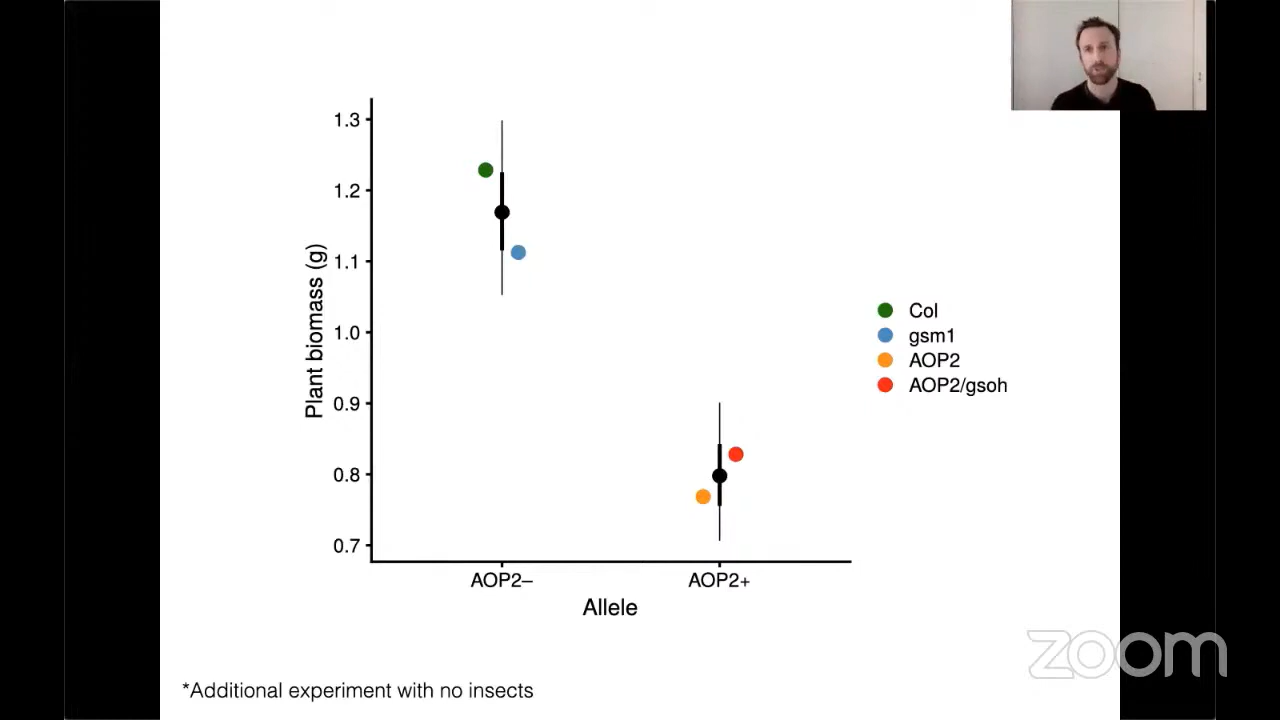 1.3
1.2
1.1
1.0
0.9
0.8
0.7
Plant biomass (g)
AOP2– AOP2+
Allele
Col
gsm1
AOP2
AOP2/gsoh
*Additional experiment with no insects
zoom